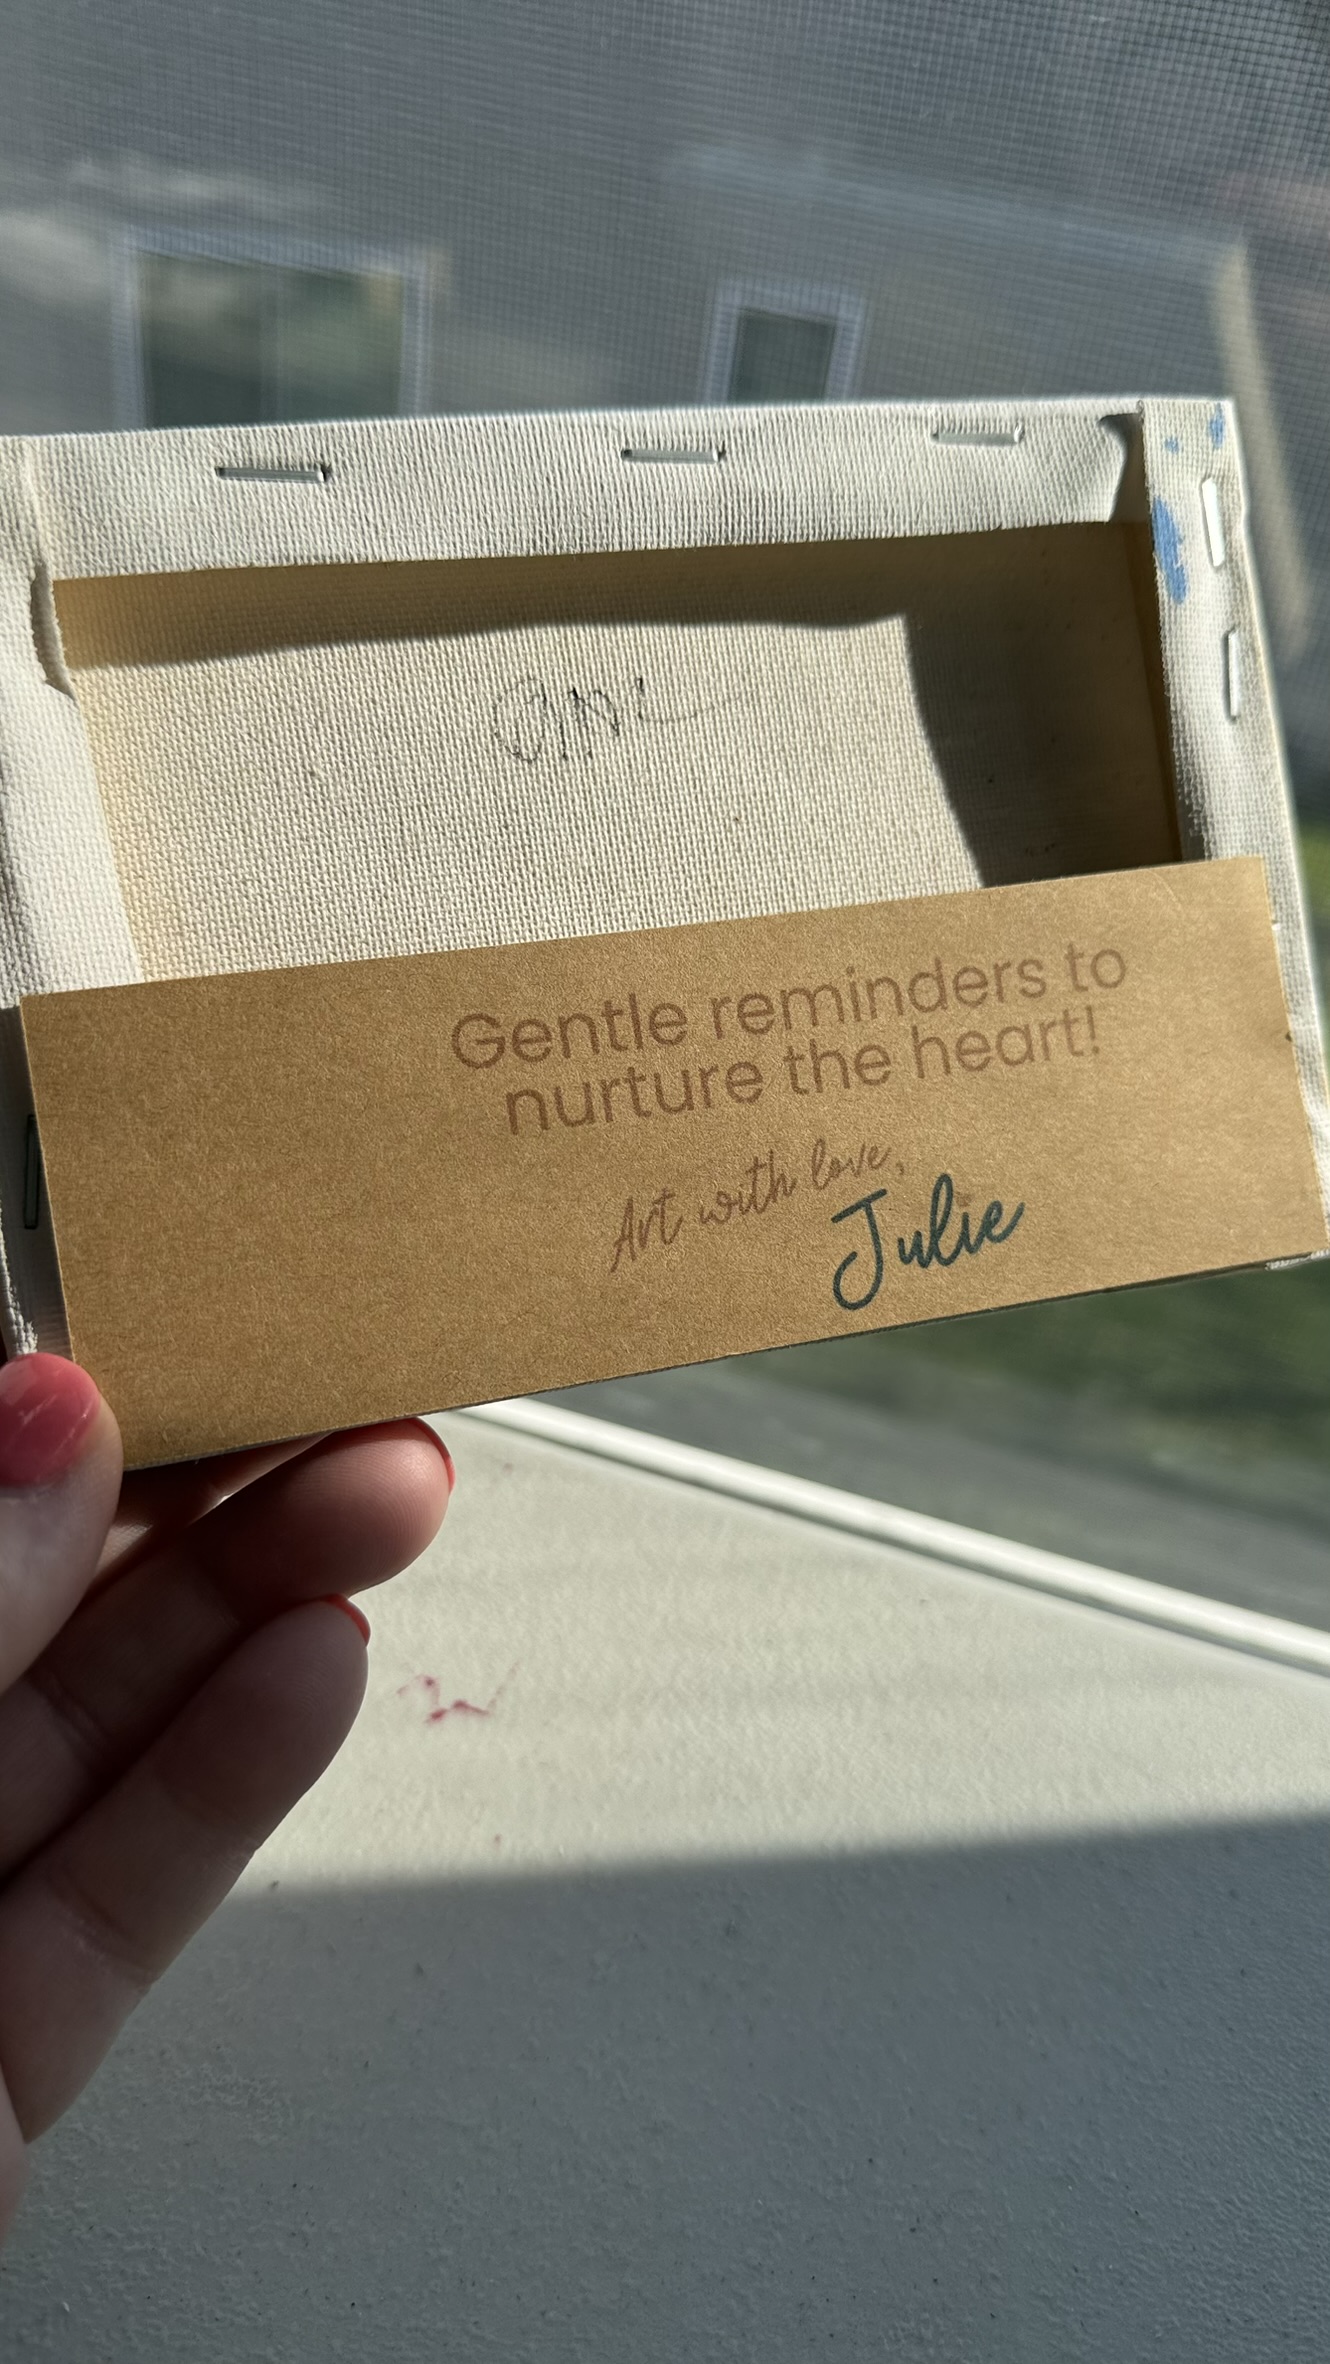 Gentle reminders to
nurture the heart!
Art with love,
Julie